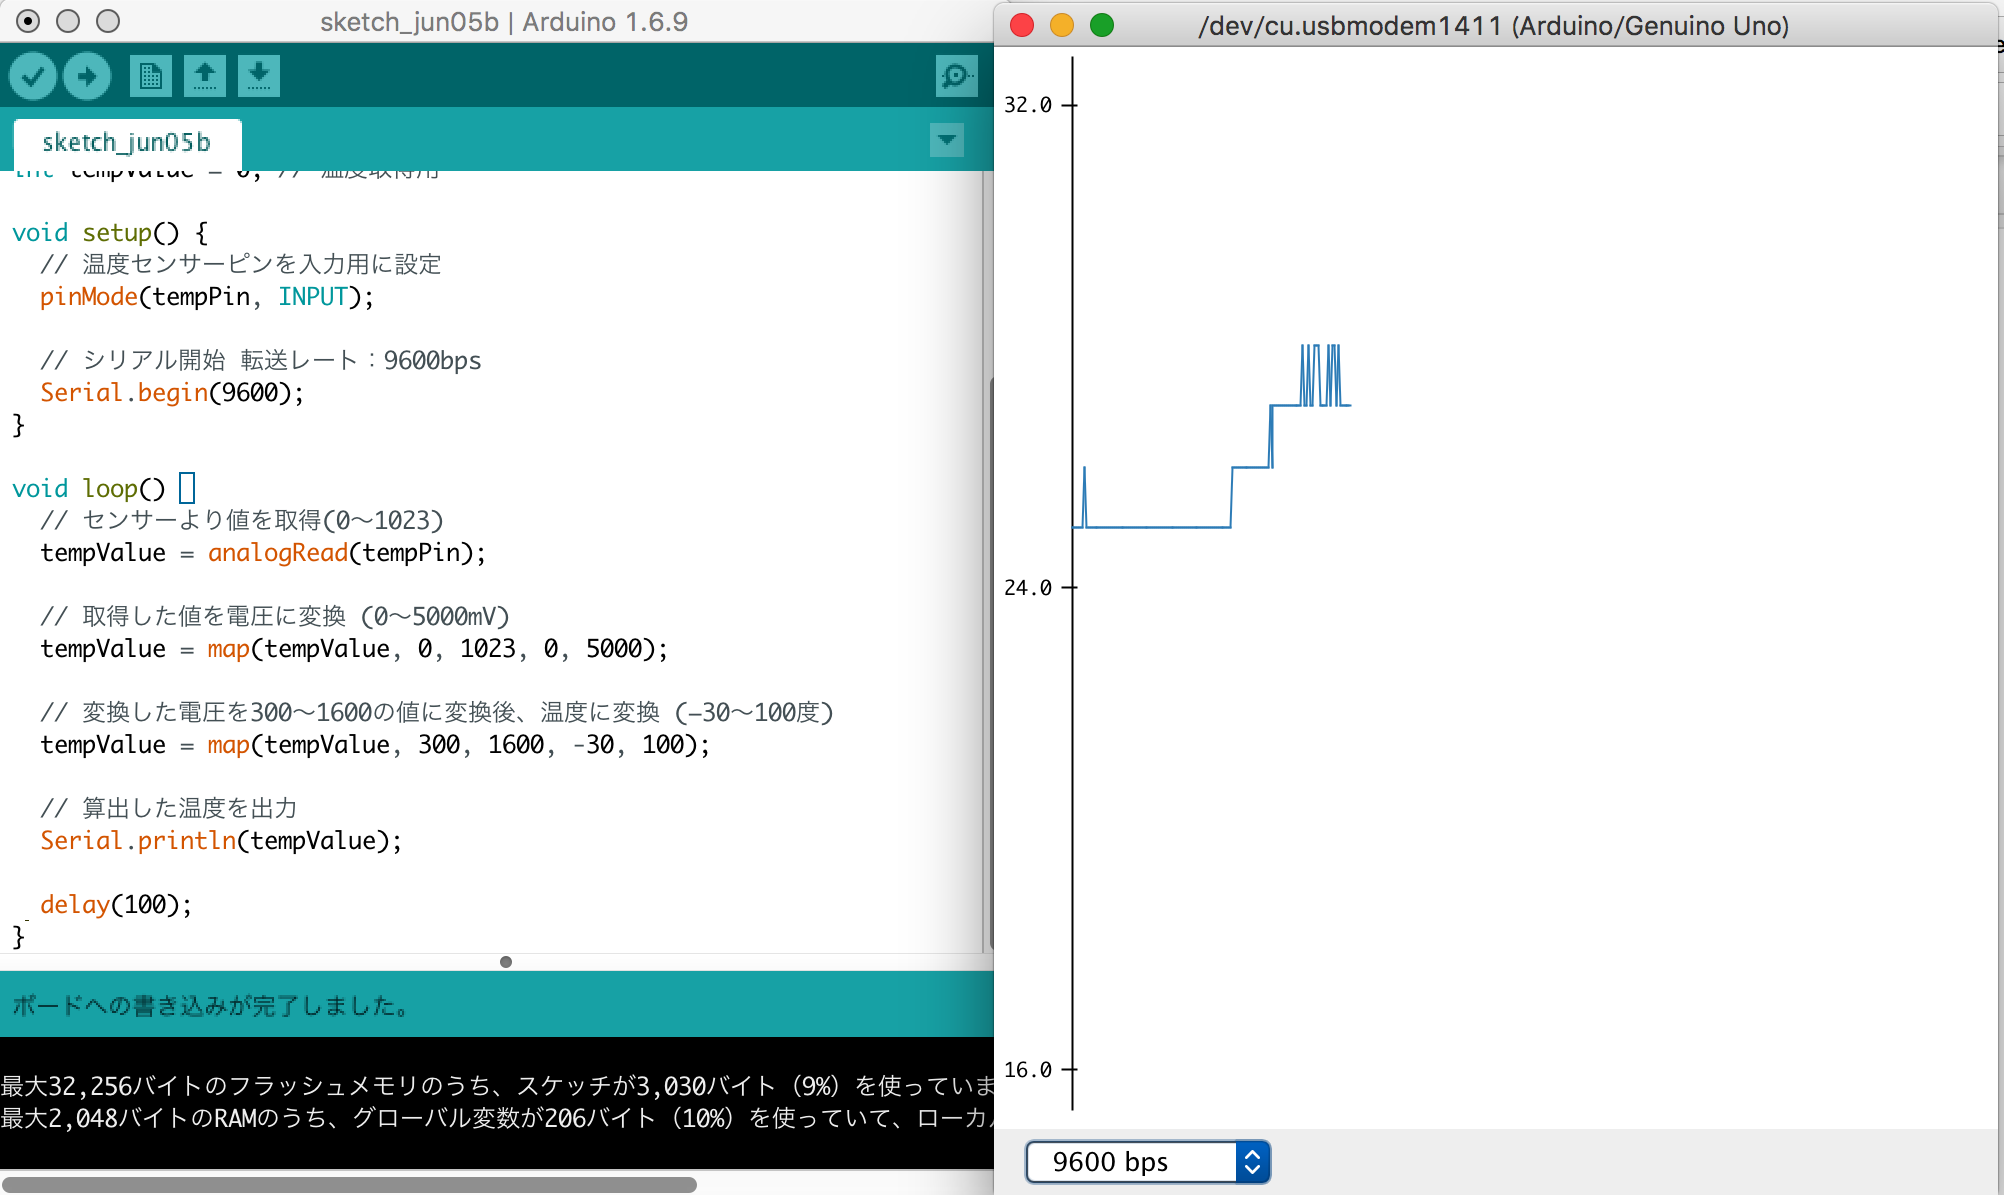 sketch_jun05b | Arduino 1.6.9
sketch_jun05b
int tempValue = 0; // 温度取得用
void setup() {
// 温度センサーピンを入力用に設定
pinMode(tempPin, INPUT);
// シリアル開始 転送レート：9600bps
Serial.begin(9600);
}
void loop()
// センサーより値を取得(0〜1023)
tempValue = analogRead(tempPin);
// 取得した値を電圧に変換 (0〜5000mV)
tempValue = map(tempValue, 0, 1023, 0, 5000);
// 変換した電圧を300〜1600の値に変換後、温度に変換 (−30〜100度)
tempValue = map(tempValue, 300, 1600, -30, 100);
// 算出した温度を出力
Serial.println(tempValue);
delay(100);
}
ボードへの書き込みが完了しました。
最大32,256バイトのフラッシュメモリのうち、スケッチが3,030バイト（9%）を使っていま
最大2,048バイトのRAMのうち、グローバル変数が206バイト（10%）を使っていて、ローカ
/dev/cu.usbmodem1411 (Arduino/Genuino Uno)
32.0
24.0
16.0
9600 bps